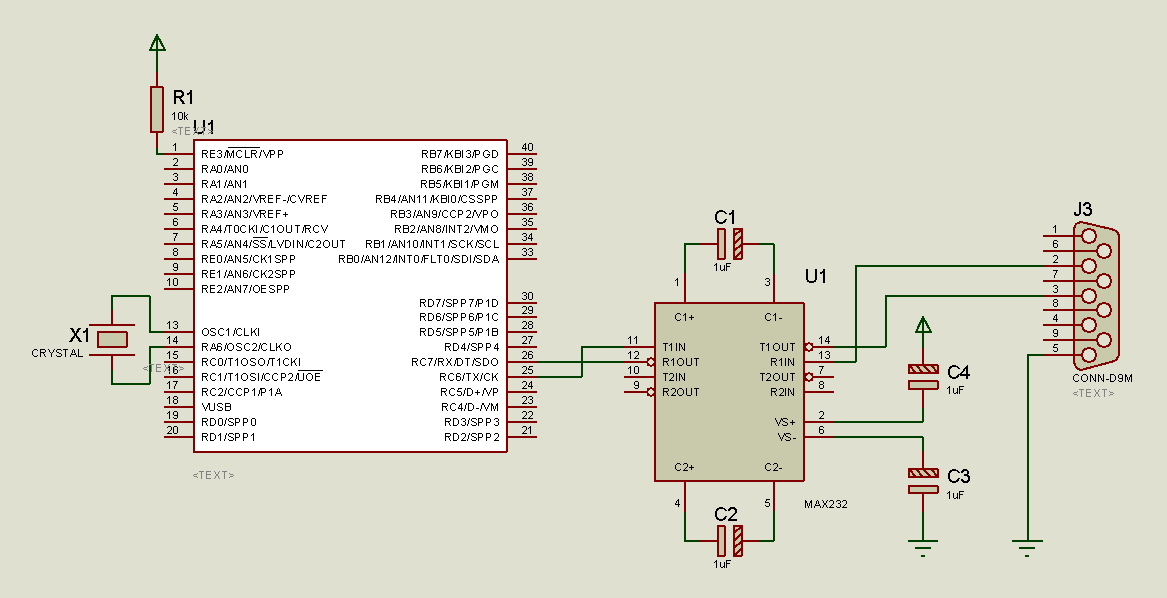 R1
10k
<TEXT>
U1
1 RE3/MCLR/VPP RB7/KBI3/PGD 40
2 RA0/AN0 RB6/KBI2/PGC 39
3 RA1/AN1 RB5/KBI1/PGM 38
4 RA2/AN2/VREF-/CVREF RB4/AN11/KBI0/CSSPP 37
5 RA3/AN3/VREF+ RB3/AN9/CCP2/VPO 36
6 RA4/T0CKI/C1OUT/RCV RB2/AN8/INT2/VMO 35
7 RA5/AN4/SS/LVDIN/C2OUT RB1/AN10/INT1/SCK/SCL 34
8 RE0/AN5/CK1SPP RB0/AN12/INT0/FLT0/SDI/SDA 33
9 RE1/AN6/CK2SPP
10 RE2/AN7/OESPP
RD7/SPP7/P1D 30
RD6/SPP6/P1C 29
13 OSC1/CLKI RD5/SPP5/P1B 28
14 RA6/OSC2/CLKO RD4/SPP4 27
15 RC0/T1OSO/T1CKI RC7/RX/DT/SDO 26
16 RC1/T1OSI/CCP2/UOE RC6/TX/CK 25
17 RC2/CCP1/P1A RC5/D+/VP 24
18 VUSB RC4/D-/VM 23
19 RD0/SPP0 RD3/SPP3 22
20 RD1/SPP1 RD2/SPP2 21
<TEXT>
X1
CRYSTAL
<TEXT>
C1
1uF
1 3
U1
C1+ C1-
11 T1IN T1OUT 14
12 R1OUT R1IN 13
10 T2IN T2OUT 7
9 R2OUT R2IN 8
VS+ 2
VS- 6
C2+ C2-
4 5
MAX232
C2
1uF
C4
1uF
C3
1uF
J3
1
6
2
7
3
8
4
9
5
CONN-D9M
<TEXT>